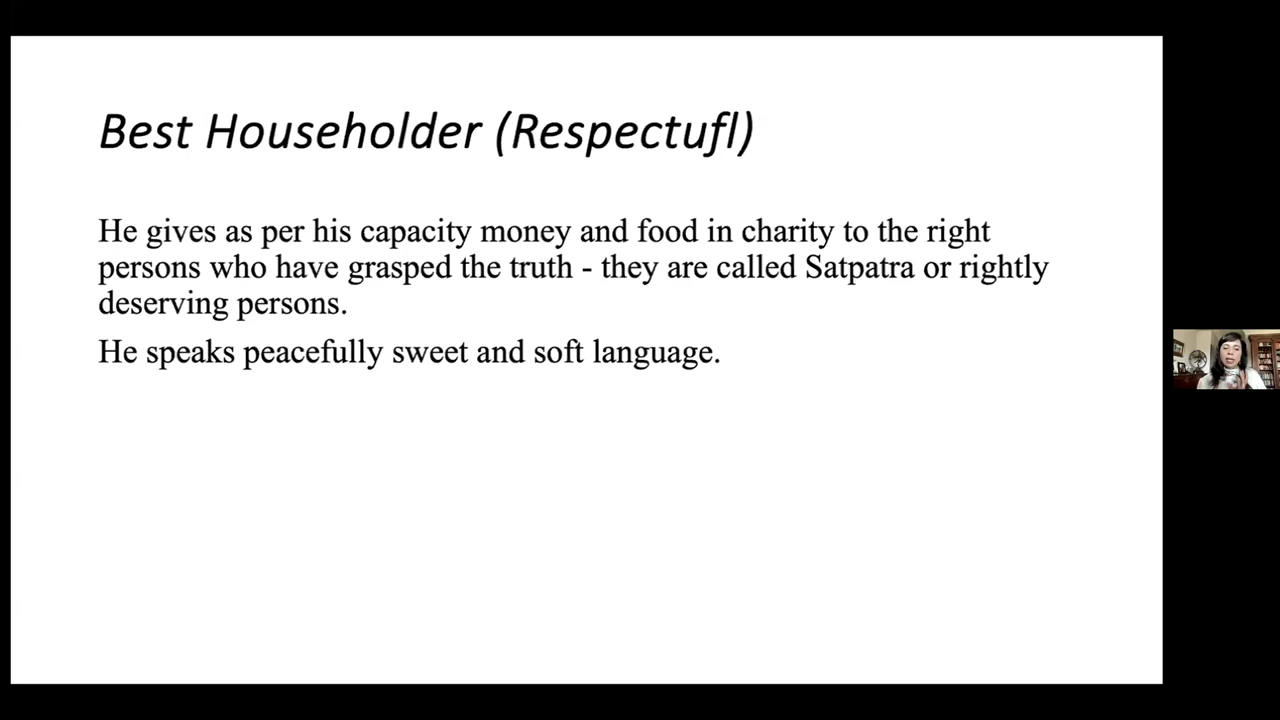 Best Householder (Respectufl)
He gives as per his capacity money and food in charity to the right
persons who have grasped the truth - they are called Satpatra or rightly
deserving persons.
He speaks peacefully sweet and soft language.